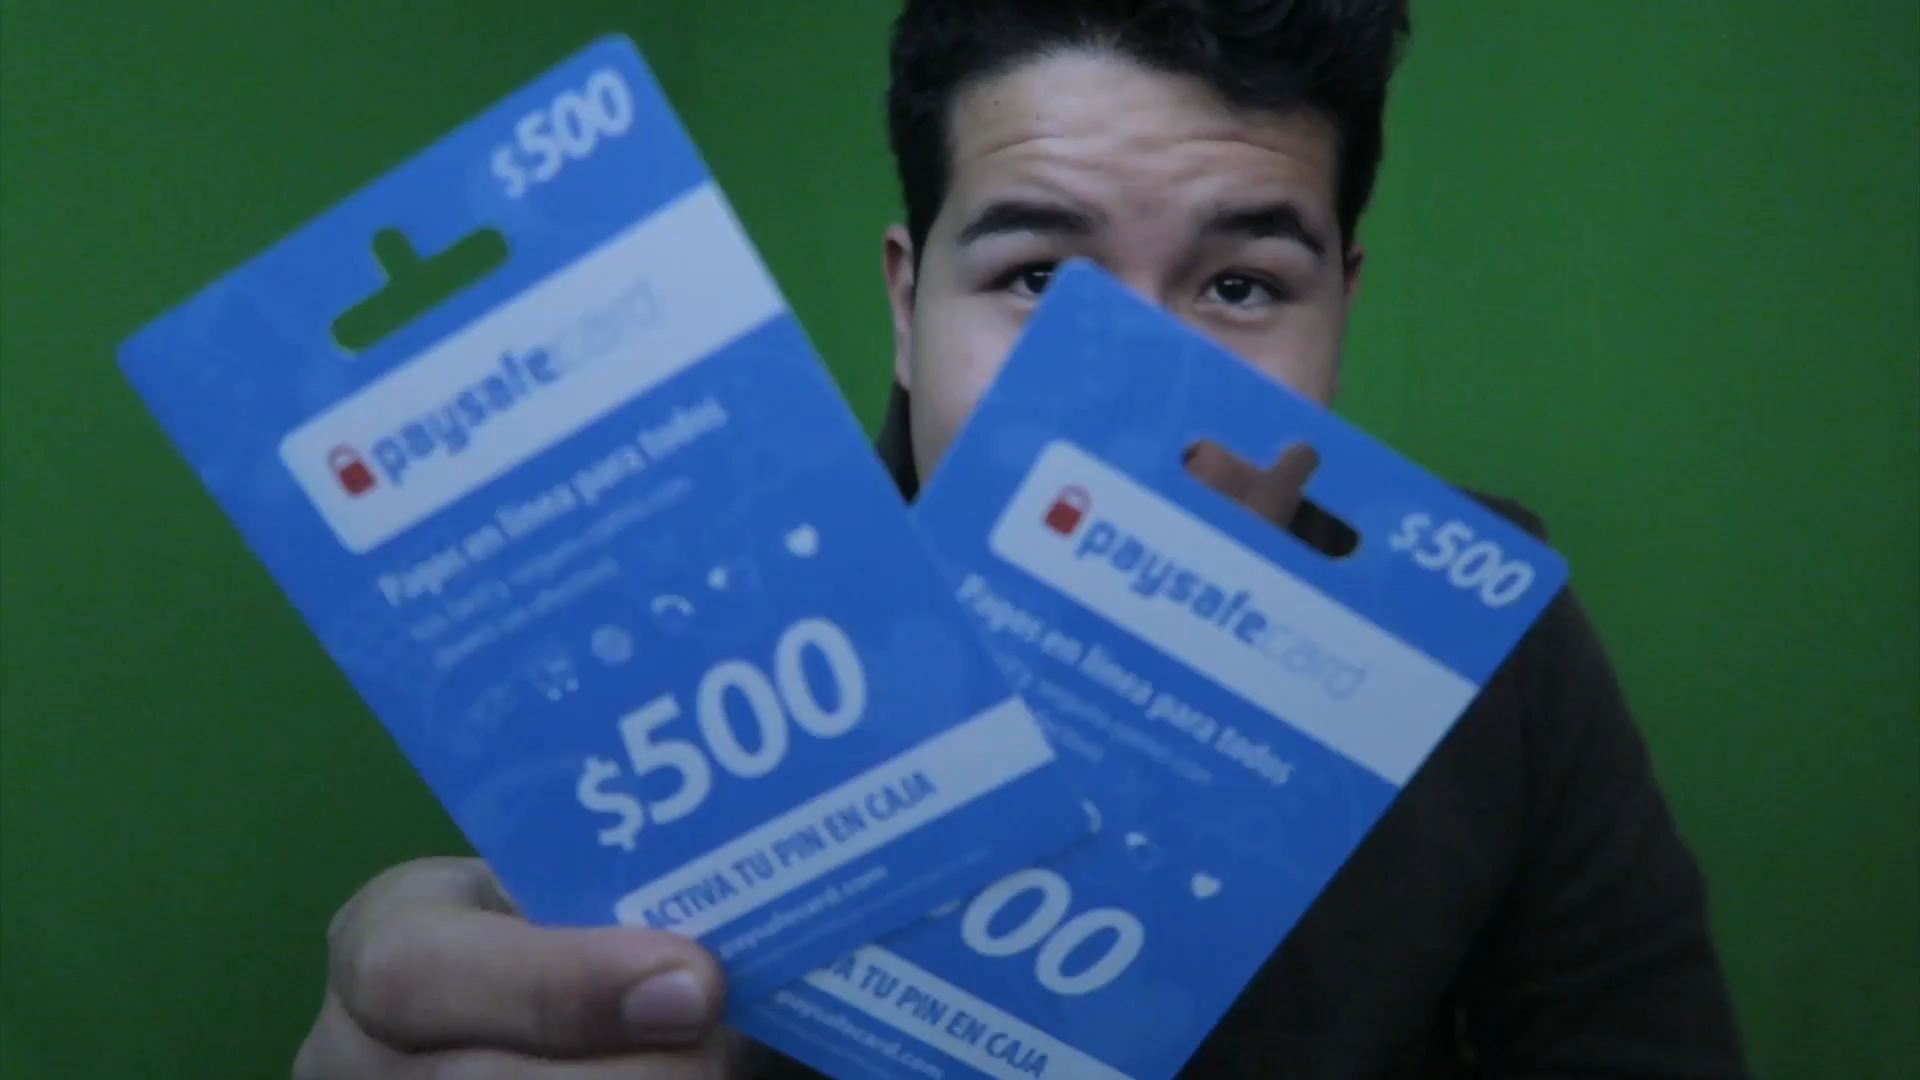 $500
paysafecard
Pagos en línea para todos
$500
ACTIVA TU PIN EN CAJA
paysafecard.com
$500
paysafecard
Pagos en línea para todos
00
A TU PIN EN CAJA
paysafecard.com